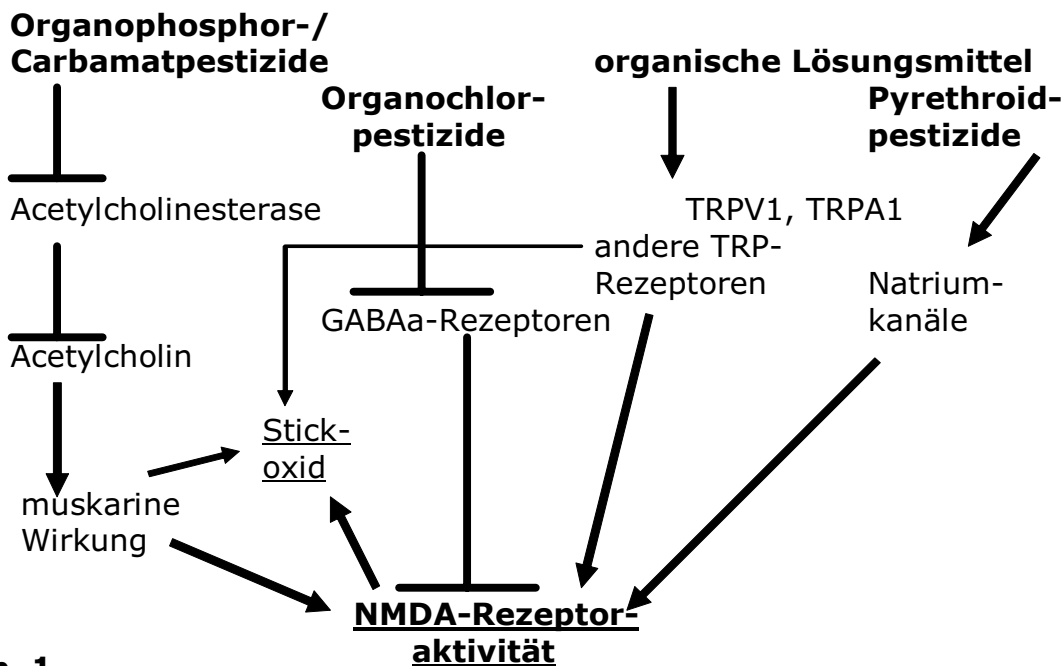 Organophosphor-/
Carbamatpestizide
organische Lösungsmittel
Organochlor-
pestizide
Pyrethroid-
pestizide
Acetylcholinesterase
TRPV1, TRPA1
andere TRP-
Rezeptoren
Natrium-
kanäle
GABAa-Rezeptoren
Acetylcholin
Stick-
oxid
muskarine
Wirkung
NMDA-Rezeptor-
aktivität
1